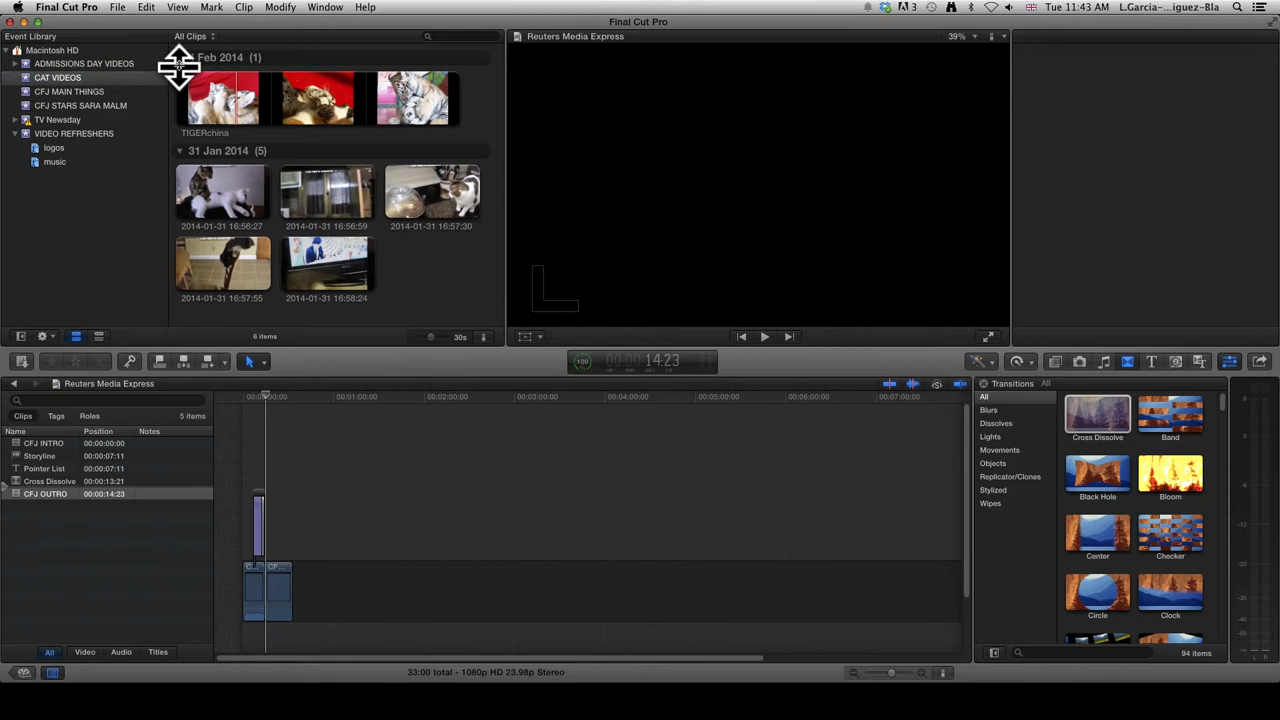 Final Cut Pro File Edit View Mark Clip Modify Window Help 3 Tue 11:43 AM L.Garcia-...iguez-Bla
Final Cut Pro
Event Library All Clips Reuters Media Express 39%
Macintosh HD
ADMISSIONS DAY VIDEOS
CAT VIDEOS
CFJ MAIN THINGS
CFJ STARS SARA MALM
TV Newsday
VIDEO REFRESHERS
logos
music
Feb 2014 (1)
TIGERchina
31 Jan 2014 (5)
2014-01-31 16:56:27 2014-01-31 16:56:59 2014-01-31 16:57:30
2014-01-31 16:57:55 2014-01-31 16:58:24
6 items 30s
100 00:00:14:23
HR MIN SEC FR
Reuters Media Express
Clips Tags Roles 5 items
Name Position Notes
CFJ INTRO 00:00:00:00
Storyline 00:00:07:11
Pointer List 00:00:07:11
Cross Dissolve 00:00:13:21
CFJ OUTRO 00:00:14:23
All Video Audio Titles
00:01:00:00 00:02:00:00 00:03:00:00 00:04:00:00 00:05:00:00 00:06:00:00 00:07:00:00
C... CF...
Transitions All
All
Blurs
Dissolves
Lights
Movements
Objects
Replicator/Clones
Stylized
Wipes
Cross Dissolve Band
Black Hole Bloom
Center Checker
Circle Clock
94 items
L R
33:00 total - 1080p HD 23.98p Stereo